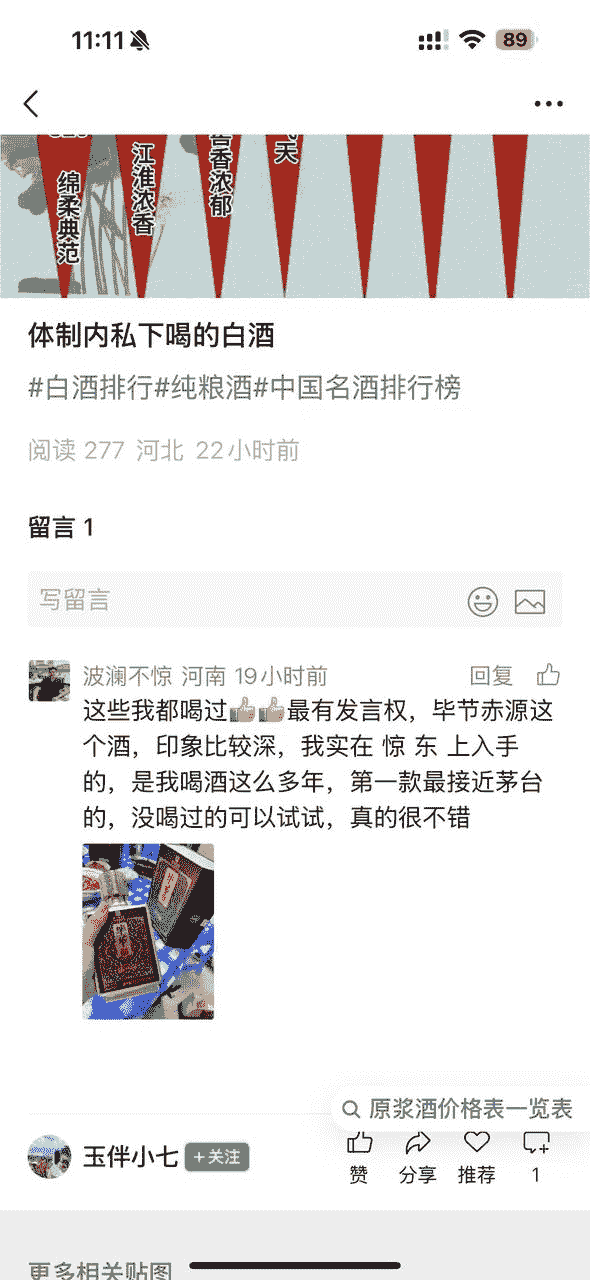 11:11
89
绵柔典范
江淮浓香
香浓郁
天
体制内私下喝的白酒
#白酒排行#纯粮酒#中国名酒排行榜
阅读 277 河北 22小时前
留言 1
写留言
波澜不惊 河南 19小时前 回复
这些我都喝过👍👍最有发言权，毕节赤源这
个酒，印象比较深，我实在 惊 东 上入手
的，是我喝酒这么多年，第一款最接近茅台
的，没喝过的可以试试，真的很不错
原浆酒价格表一览表
玉伴小七 +关注
赞 分享 推荐 1
更多相关贴图